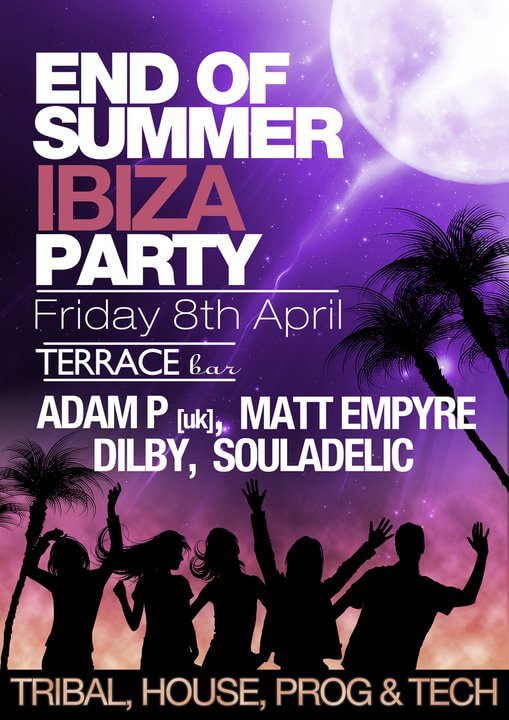 END OF
SUMMER
IBIZA
PARTY
Friday 8th April
TERRACE bar
ADAM P [uk], MATT EMPYRE
DILBY, SOULADELIC
TRIBAL, HOUSE, PROG & TECH